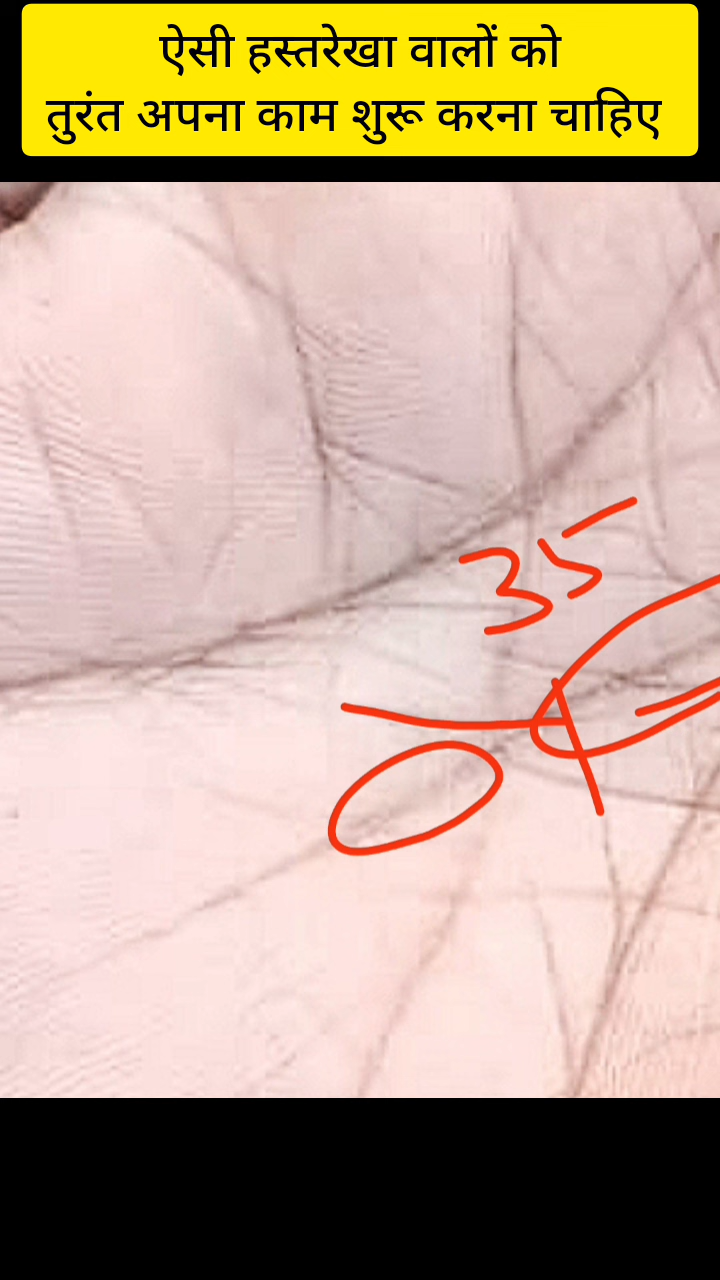 ऐसी हस्तरेखा वालों को
तुरंत अपना काम शुरू करना चाहिए
35